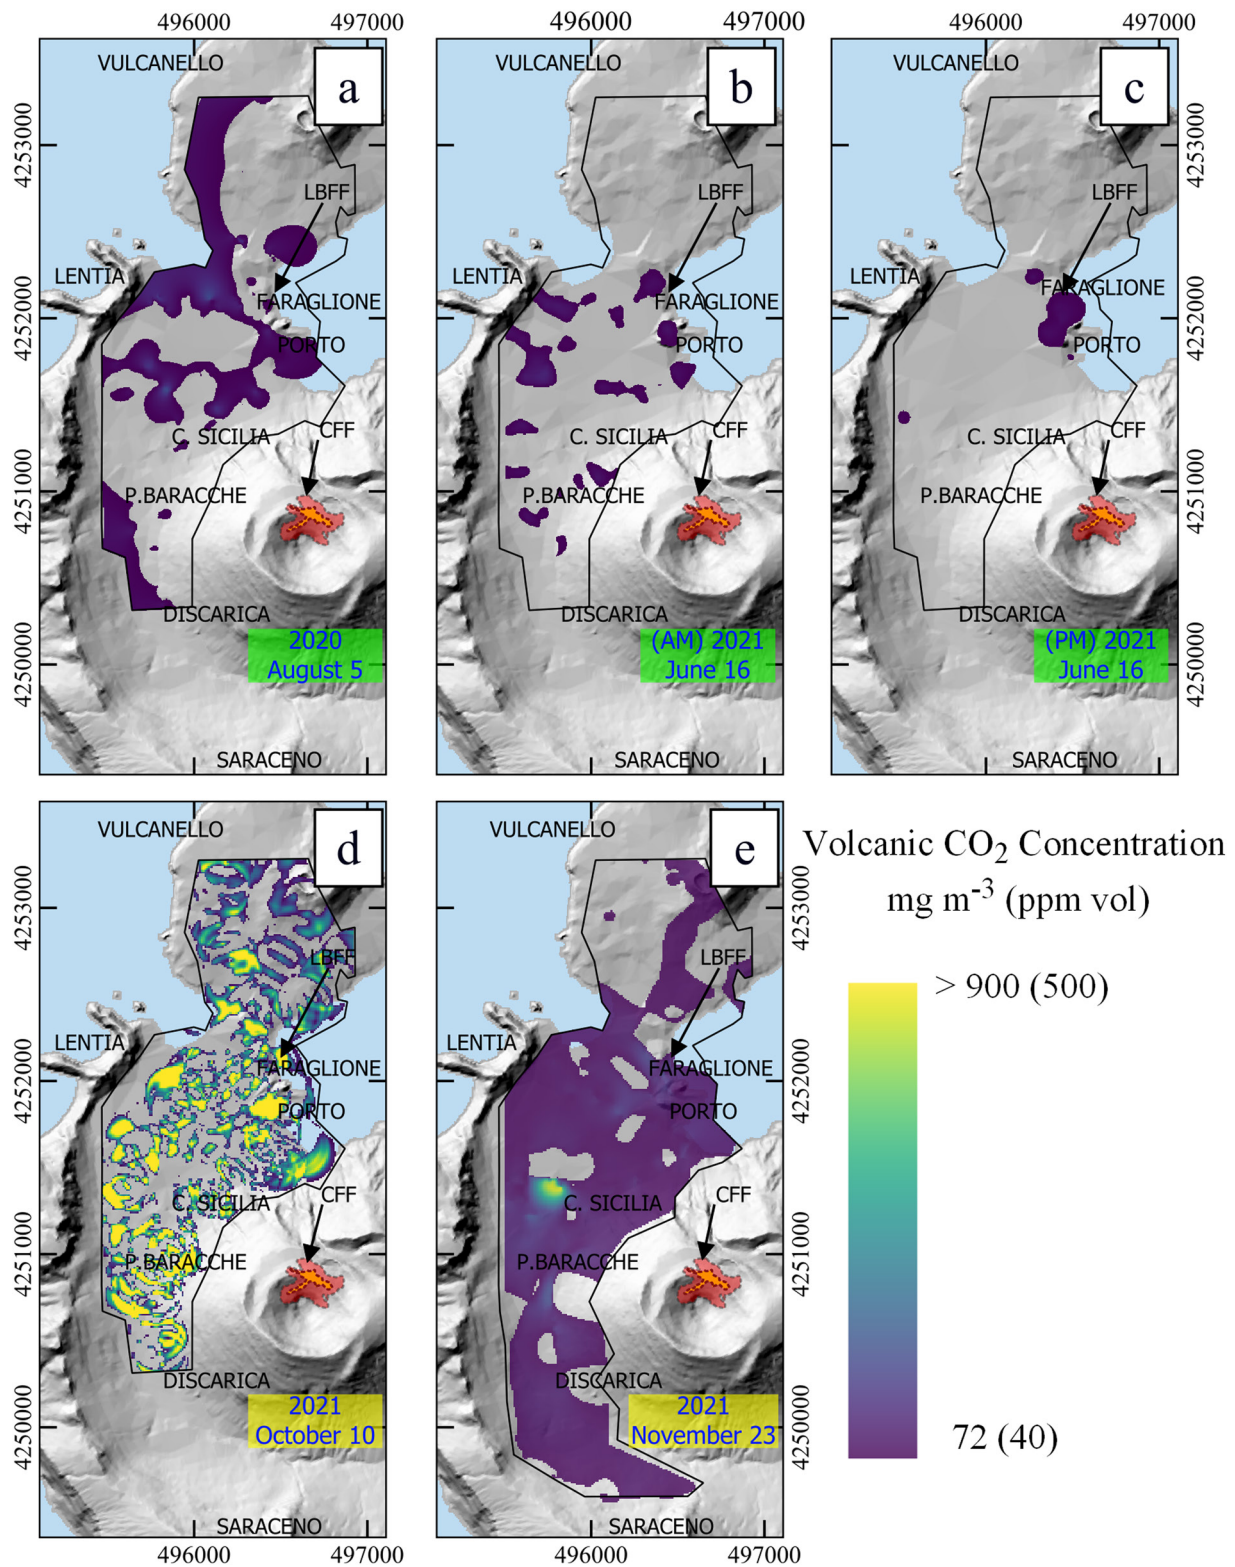 496000 497000 496000 497000 496000 497000
VULCANELLO
a
4253000
LBFF
LENTIA
FARAGLIONE
4252000
PORTO
C. SICILIA
CFF
4251000
P.BARACCHE
DISCARICA
2020
August 5
4250000
SARACENO
VULCANELLO
b
LBFF
LENTIA
FARAGLIONE
PORTO
C. SICILIA
CFF
P.BARACCHE
DISCARICA
(AM) 2021
June 16
SARACENO
VULCANELLO
c
4253000
LBFF
LENTIA
FARAGLIONE
4252000
PORTO
C. SICILIA
CFF
4251000
P.BARACCHE
DISCARICA
(PM) 2021
June 16
4250000
SARACENO
VULCANELLO
d
4253000
LBFF
LENTIA
FARAGLIONE
4252000
PORTO
C. SICILIA
CFF
4251000
P.BARACCHE
DISCARICA
2021
October 10
4250000
SARACENO
496000 497000
VULCANELLO
e
4253000
LBFF
LENTIA
FARAGLIONE
4252000
PORTO
C. SICILIA
CFF
4251000
P.BARACCHE
DISCARICA
2021
November 23
4250000
SARACENO
496000 497000
Volcanic CO2 Concentration
mg m-3 (ppm vol)
> 900 (500)
72 (40)